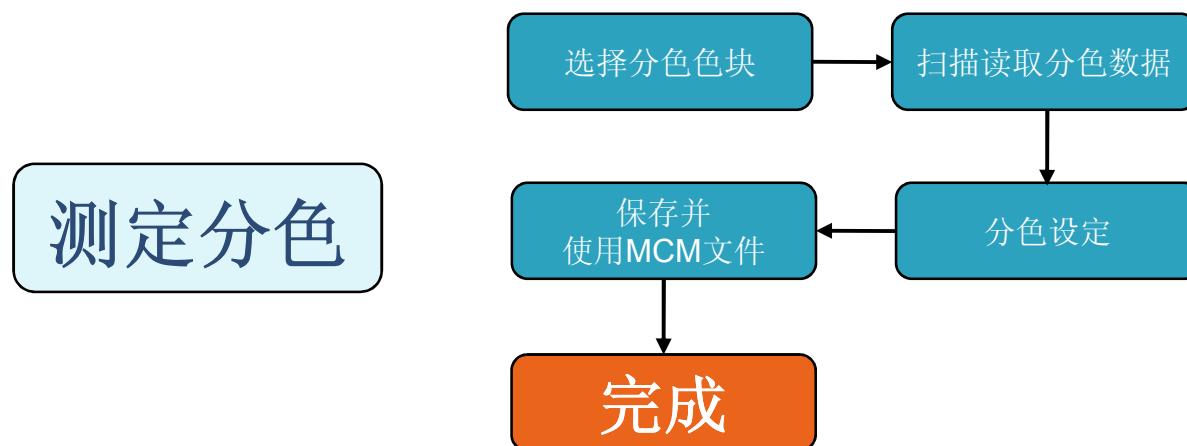 测定分色
选择分色色块
扫描读取分色数据
分色设定
保存并
使用MCM文件
完成